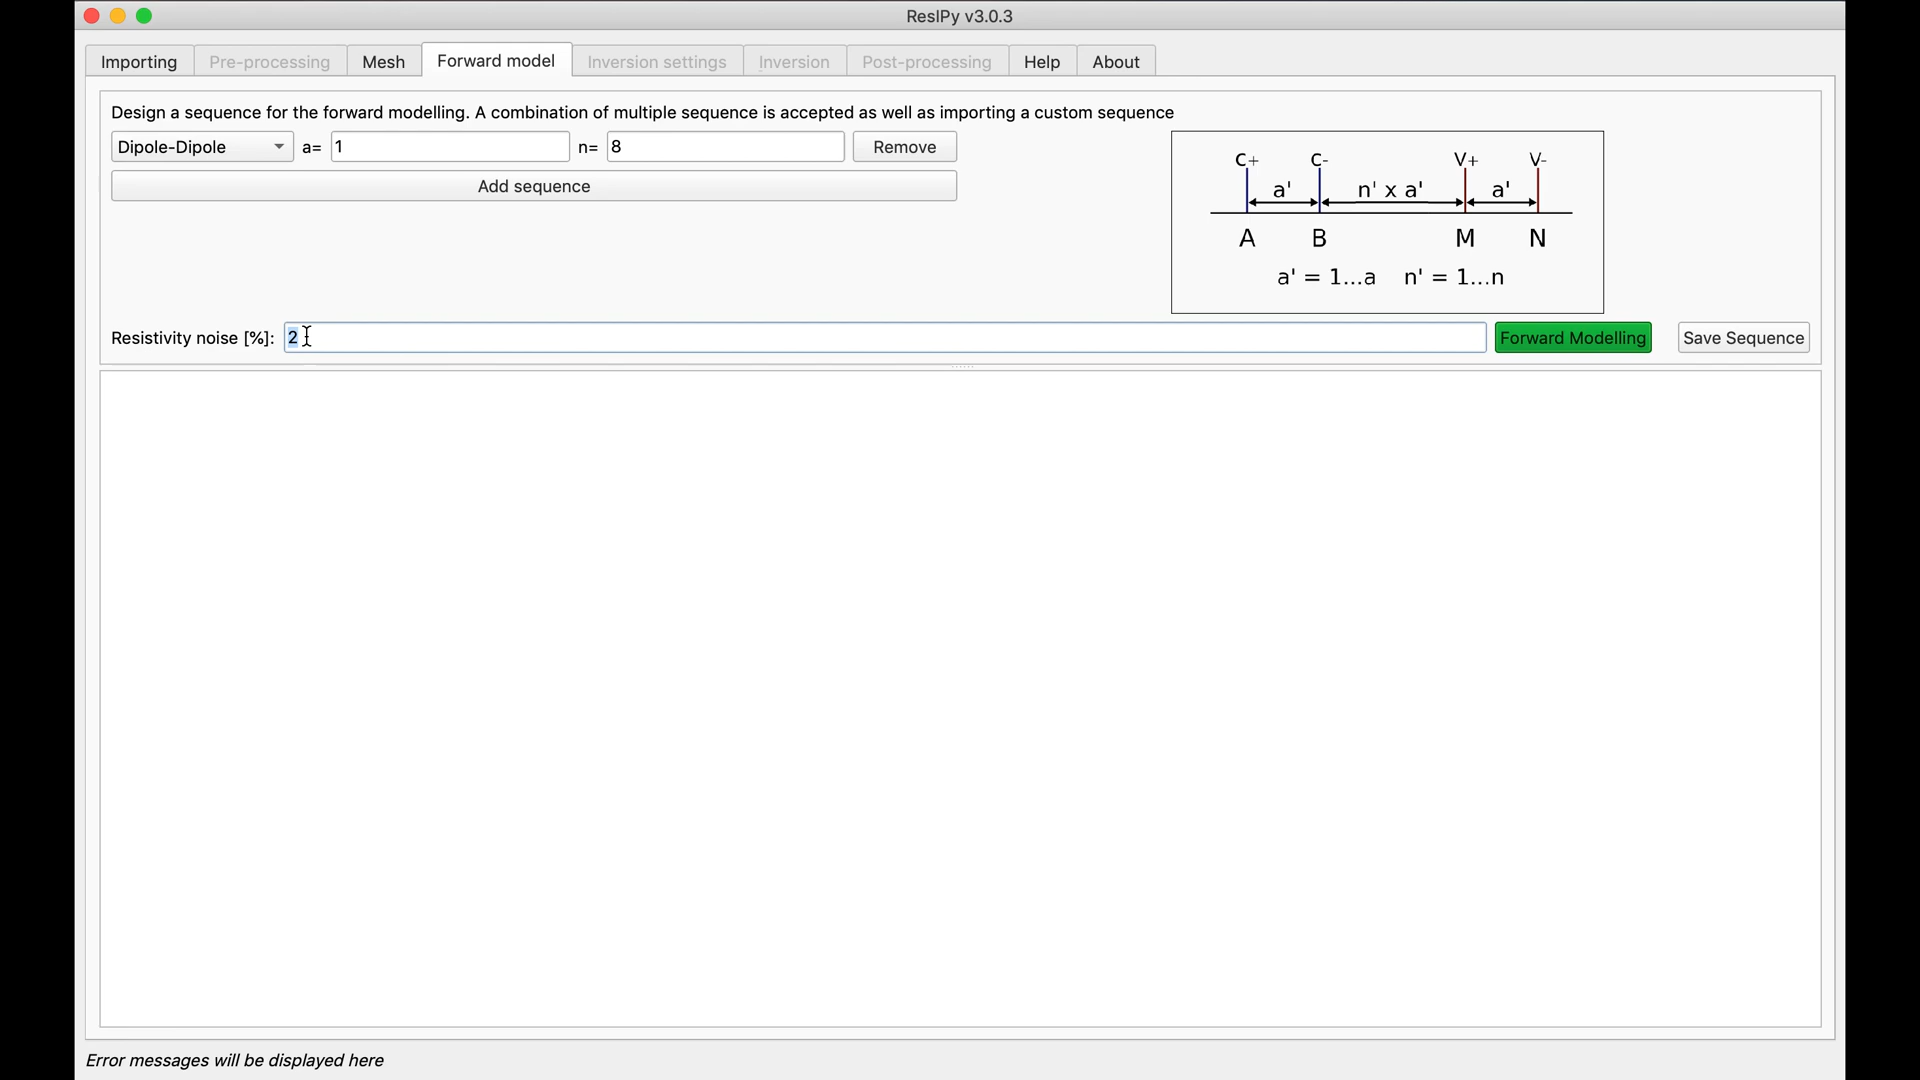 ResIPy v3.0.3
Importing Pre-processing Mesh Forward model Inversion settings Inversion Post-processing Help About
Design a sequence for the forward modelling. A combination of multiple sequence is accepted as well as importing a custom sequence
Dipole-Dipole a= 1 n= 8 Remove
Add sequence
C+ C- V+ V-
a' n' x a' a'
A B M N
a' = 1...a n' = 1...n
Resistivity noise [%]: 2 Forward Modelling Save Sequence
Error messages will be displayed here